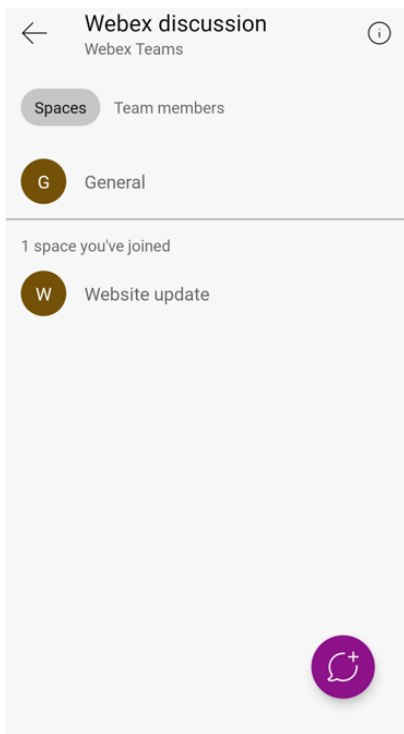 Webex discussion
Webex Teams
Spaces Team members
G General
1 space you've joined
W Website update